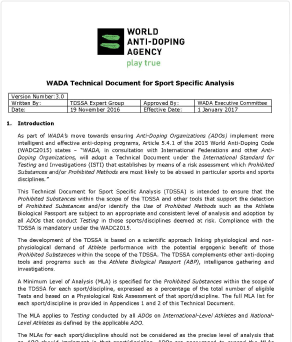 WORLD
ANTI-DOPING
AGENCY
play true
WADA Technical Document for Sport Specific Analysis
Version Number: 3.0
Written By: TDSSA Expert Group Approved By: WADA Executive Committee
Date: 19 November 2016 Effective Date: 1 January 2017
1. Introduction
As part of WADA's move towards ensuring Anti-Doping Organizations (ADOs) implement more
intelligent and effective anti-doping programs, Article 5.4.1 of the 2015 World Anti-Doping Code
(WADC2015) states – "WADA, in consultation with International Federations and other Anti-
Doping Organizations, will adopt a Technical Document under the International Standard for
Testing and Investigations (ISTI) that establishes by means of a risk assessment which Prohibited
Substances and/or Prohibited Methods are most likely to be abused in particular sports and sports
disciplines."
This Technical Document for Sport Specific Analysis (TDSSA) is intended to ensure that the
Prohibited Substances within the scope of the TDSSA and other tools that support the detection
of Prohibited Substances and/or identify the Use of Prohibited Methods such as the Athlete
Biological Passport are subject to an appropriate and consistent level of analysis and adoption by
all ADOs that conduct Testing in those sports/disciplines deemed at risk. Compliance with the
TDSSA is mandatory under the WADC2015.
The development of the TDSSA is based on a scientific approach linking physiological and non-
physiological demand of Athlete performance with the potential ergogenic benefit of those
Prohibited Substances within the scope of the TDSSA. The TDSSA complements other anti-doping
tools and programs such as the Athlete Biological Passport (ABP), intelligence gathering and
investigations.
A Minimum Level of Analysis (MLA) is specified for the Prohibited Substances within the scope of
the TDSSA for each sport/discipline, expressed as a percentage of the total number of eligible
Tests and based on a Physiological Risk Assessment of that sport/discipline. The full MLA list for
each sport/discipline is provided in Appendices 1 and 2 of this Technical Document.
The MLA applies to Testing conducted by all ADOs on International-Level Athletes and National-
Level Athletes as defined by the applicable ADO.
The MLAs for each sport/discipline should not be considered as the precise level of analysis that